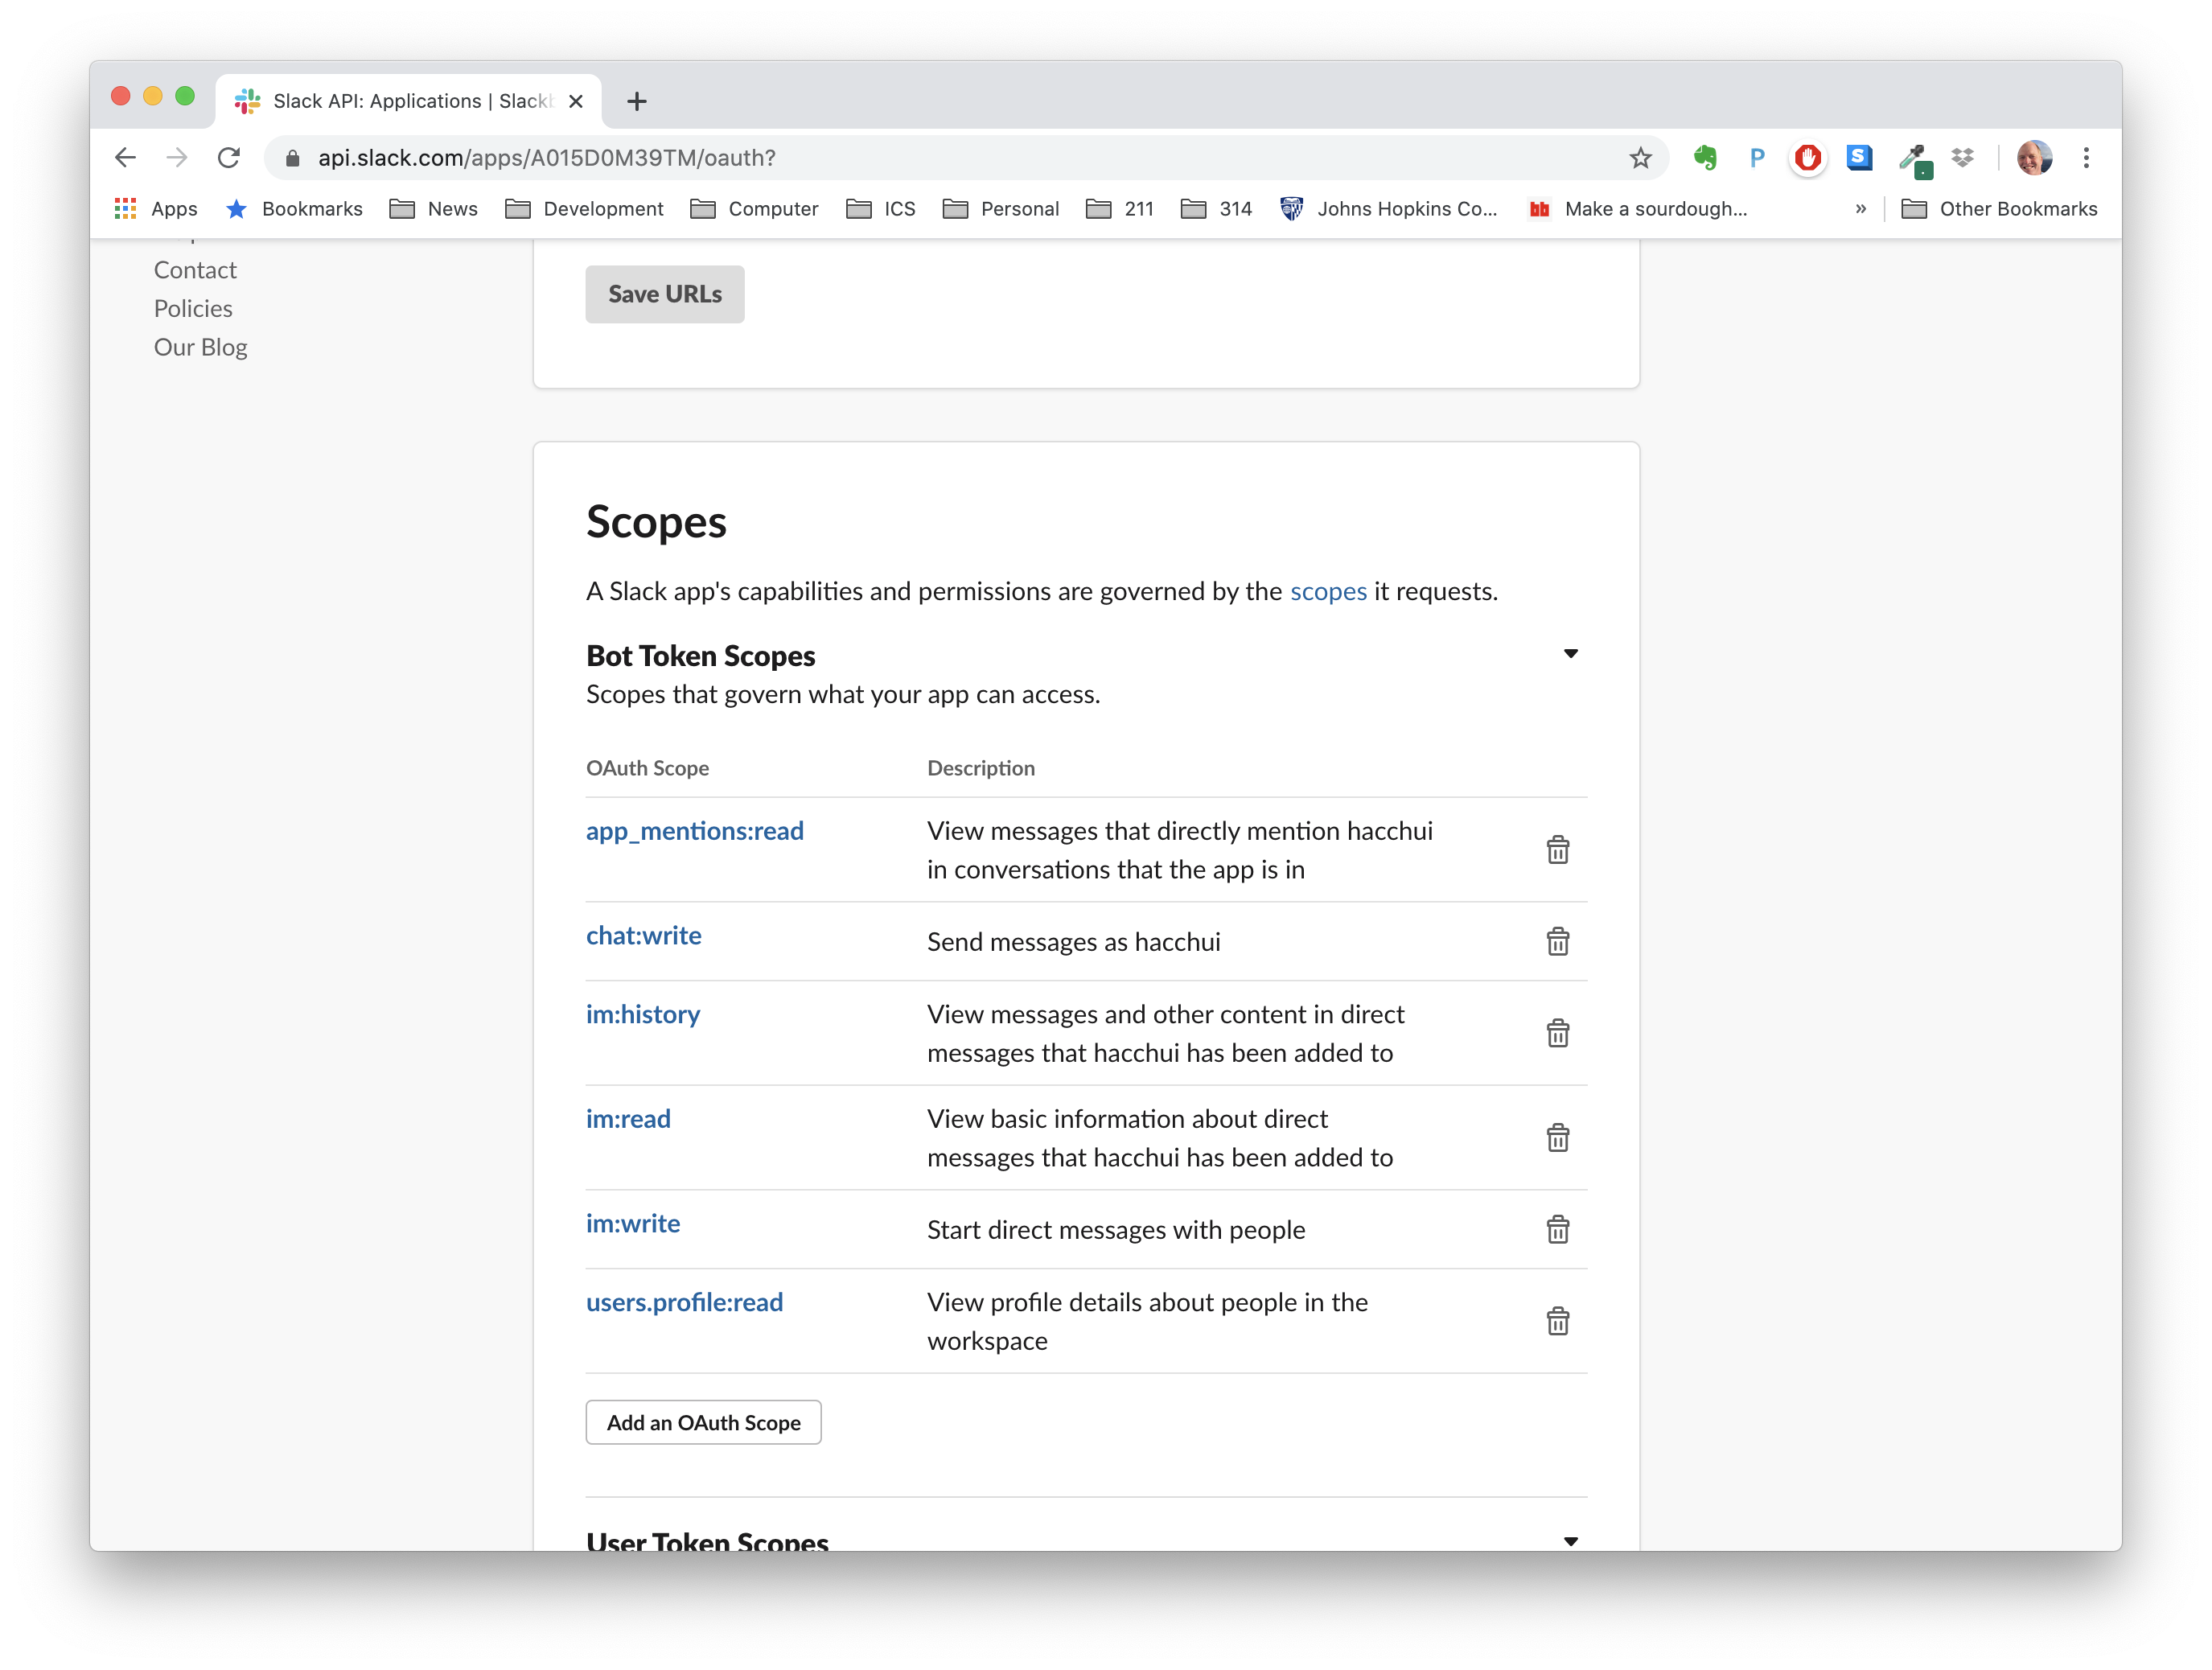 Slack API: Applications | Slackb
api.slack.com/apps/A015D0M39TM/oauth?
P
S
Apps
Bookmarks
News
Development
Computer
ICS
Personal
211
314
Johns Hopkins Co...
bb
Make a sourdough...
»
Other Bookmarks
Contact
Policies
Our Blog
Save URLs
Scopes
A Slack app's capabilities and permissions are governed by the scopes it requests.
Bot Token Scopes
Scopes that govern what your app can access.
OAuth Scope
Description
app_mentions:read
View messages that directly mention hacchui
in conversations that the app is in
chat:write
Send messages as hacchui
im:history
View messages and other content in direct
messages that hacchui has been added to
im:read
View basic information about direct
messages that hacchui has been added to
im:write
Start direct messages with people
users.profile:read
View profile details about people in the
workspace
Add an OAuth Scope
User Token Scopes